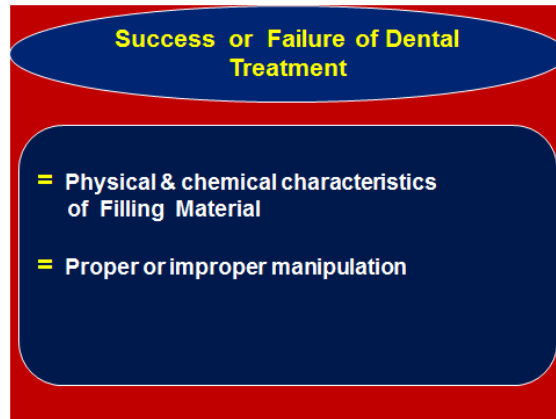 Success or Failure of Dental
Treatment
= Physical & chemical characteristics
of Filling Material
= Proper or improper manipulation